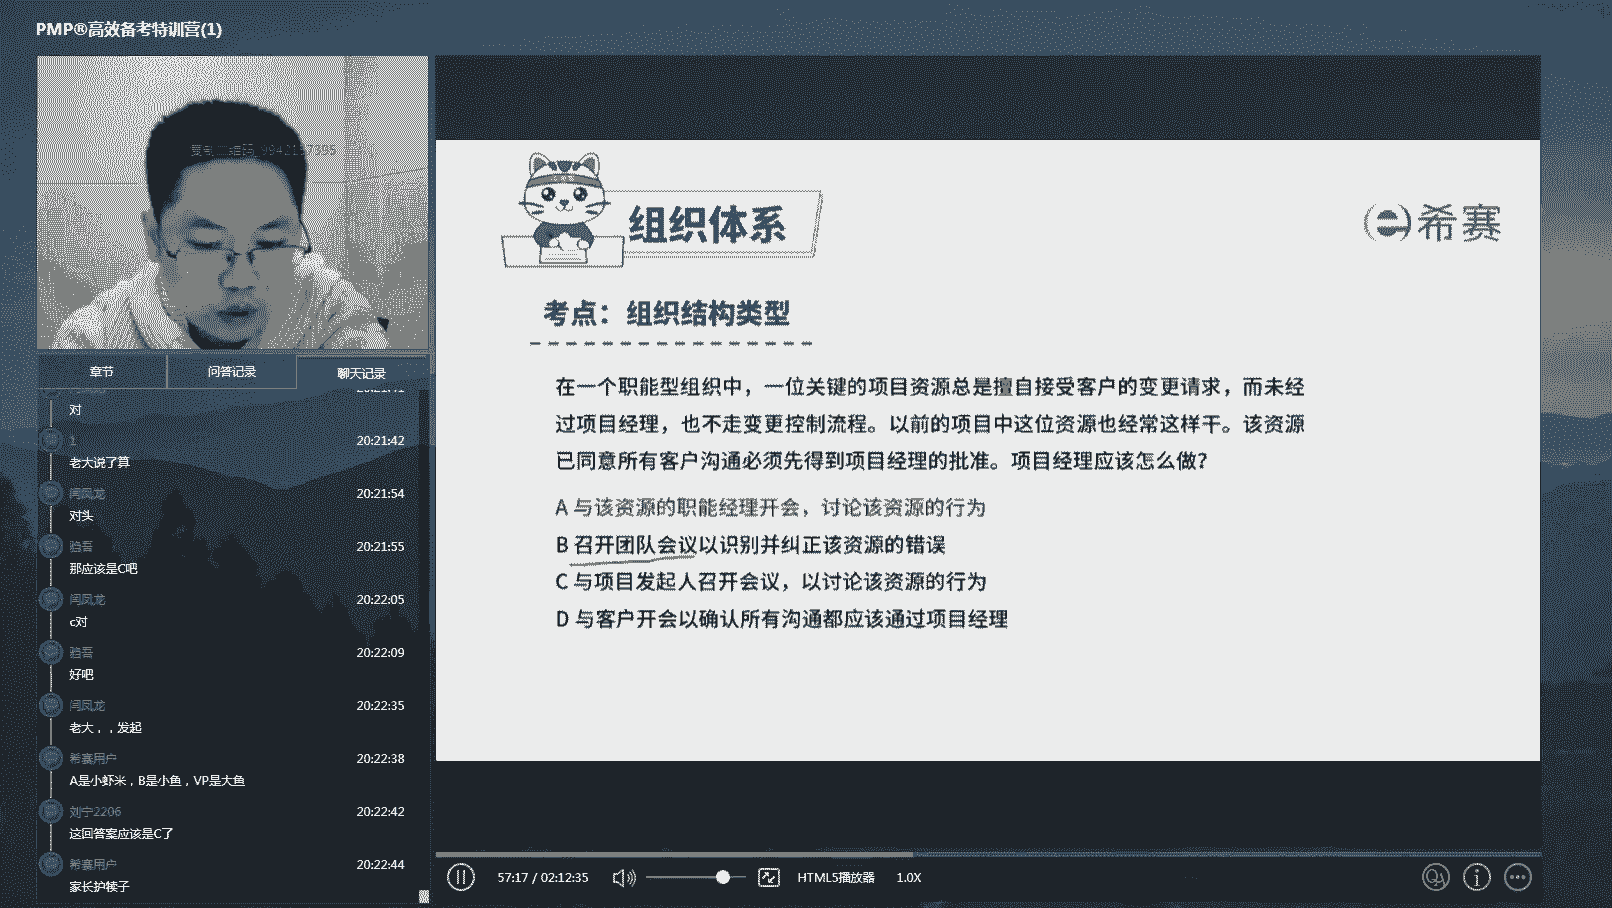 PMP®高效备考特训营(1)
章节
问答记录
聊天记录
对
1
20:21:42
老大说了算
闫凤龙
20:21:54
对头
20:21:55
那应该是C吧
闫凤龙
20:22:05
c对
20:22:09
好吧
闫凤龙
20:22:35
老大，，发起
希赛用户
20:22:38
A是小虾米，B是小鱼，VP是大鱼
刘宁2206
20:22:42
这回答案应该是C了
希赛用户
20:22:44
家长护犊子
组织体系
希赛
考点：组织结构类型
在一个职能型组织中，一位关键的项目资源总是擅自接受客户的变更请求，而未经
过项目经理，也不走变更控制流程。以前的项目中这位资源也经常这样干。该资源
已同意所有客户沟通必须先得到项目经理的批准。项目经理应该怎么做？
A 与该资源的职能经理开会，讨论该资源的行为
B 召开团队会议以识别并纠正该资源的错误
C 与项目发起人召开会议，以讨论该资源的行为
D 与客户开会以确认所有沟通都应该通过项目经理
57:17 / 02:12:35
HTML5播放器
1.0X